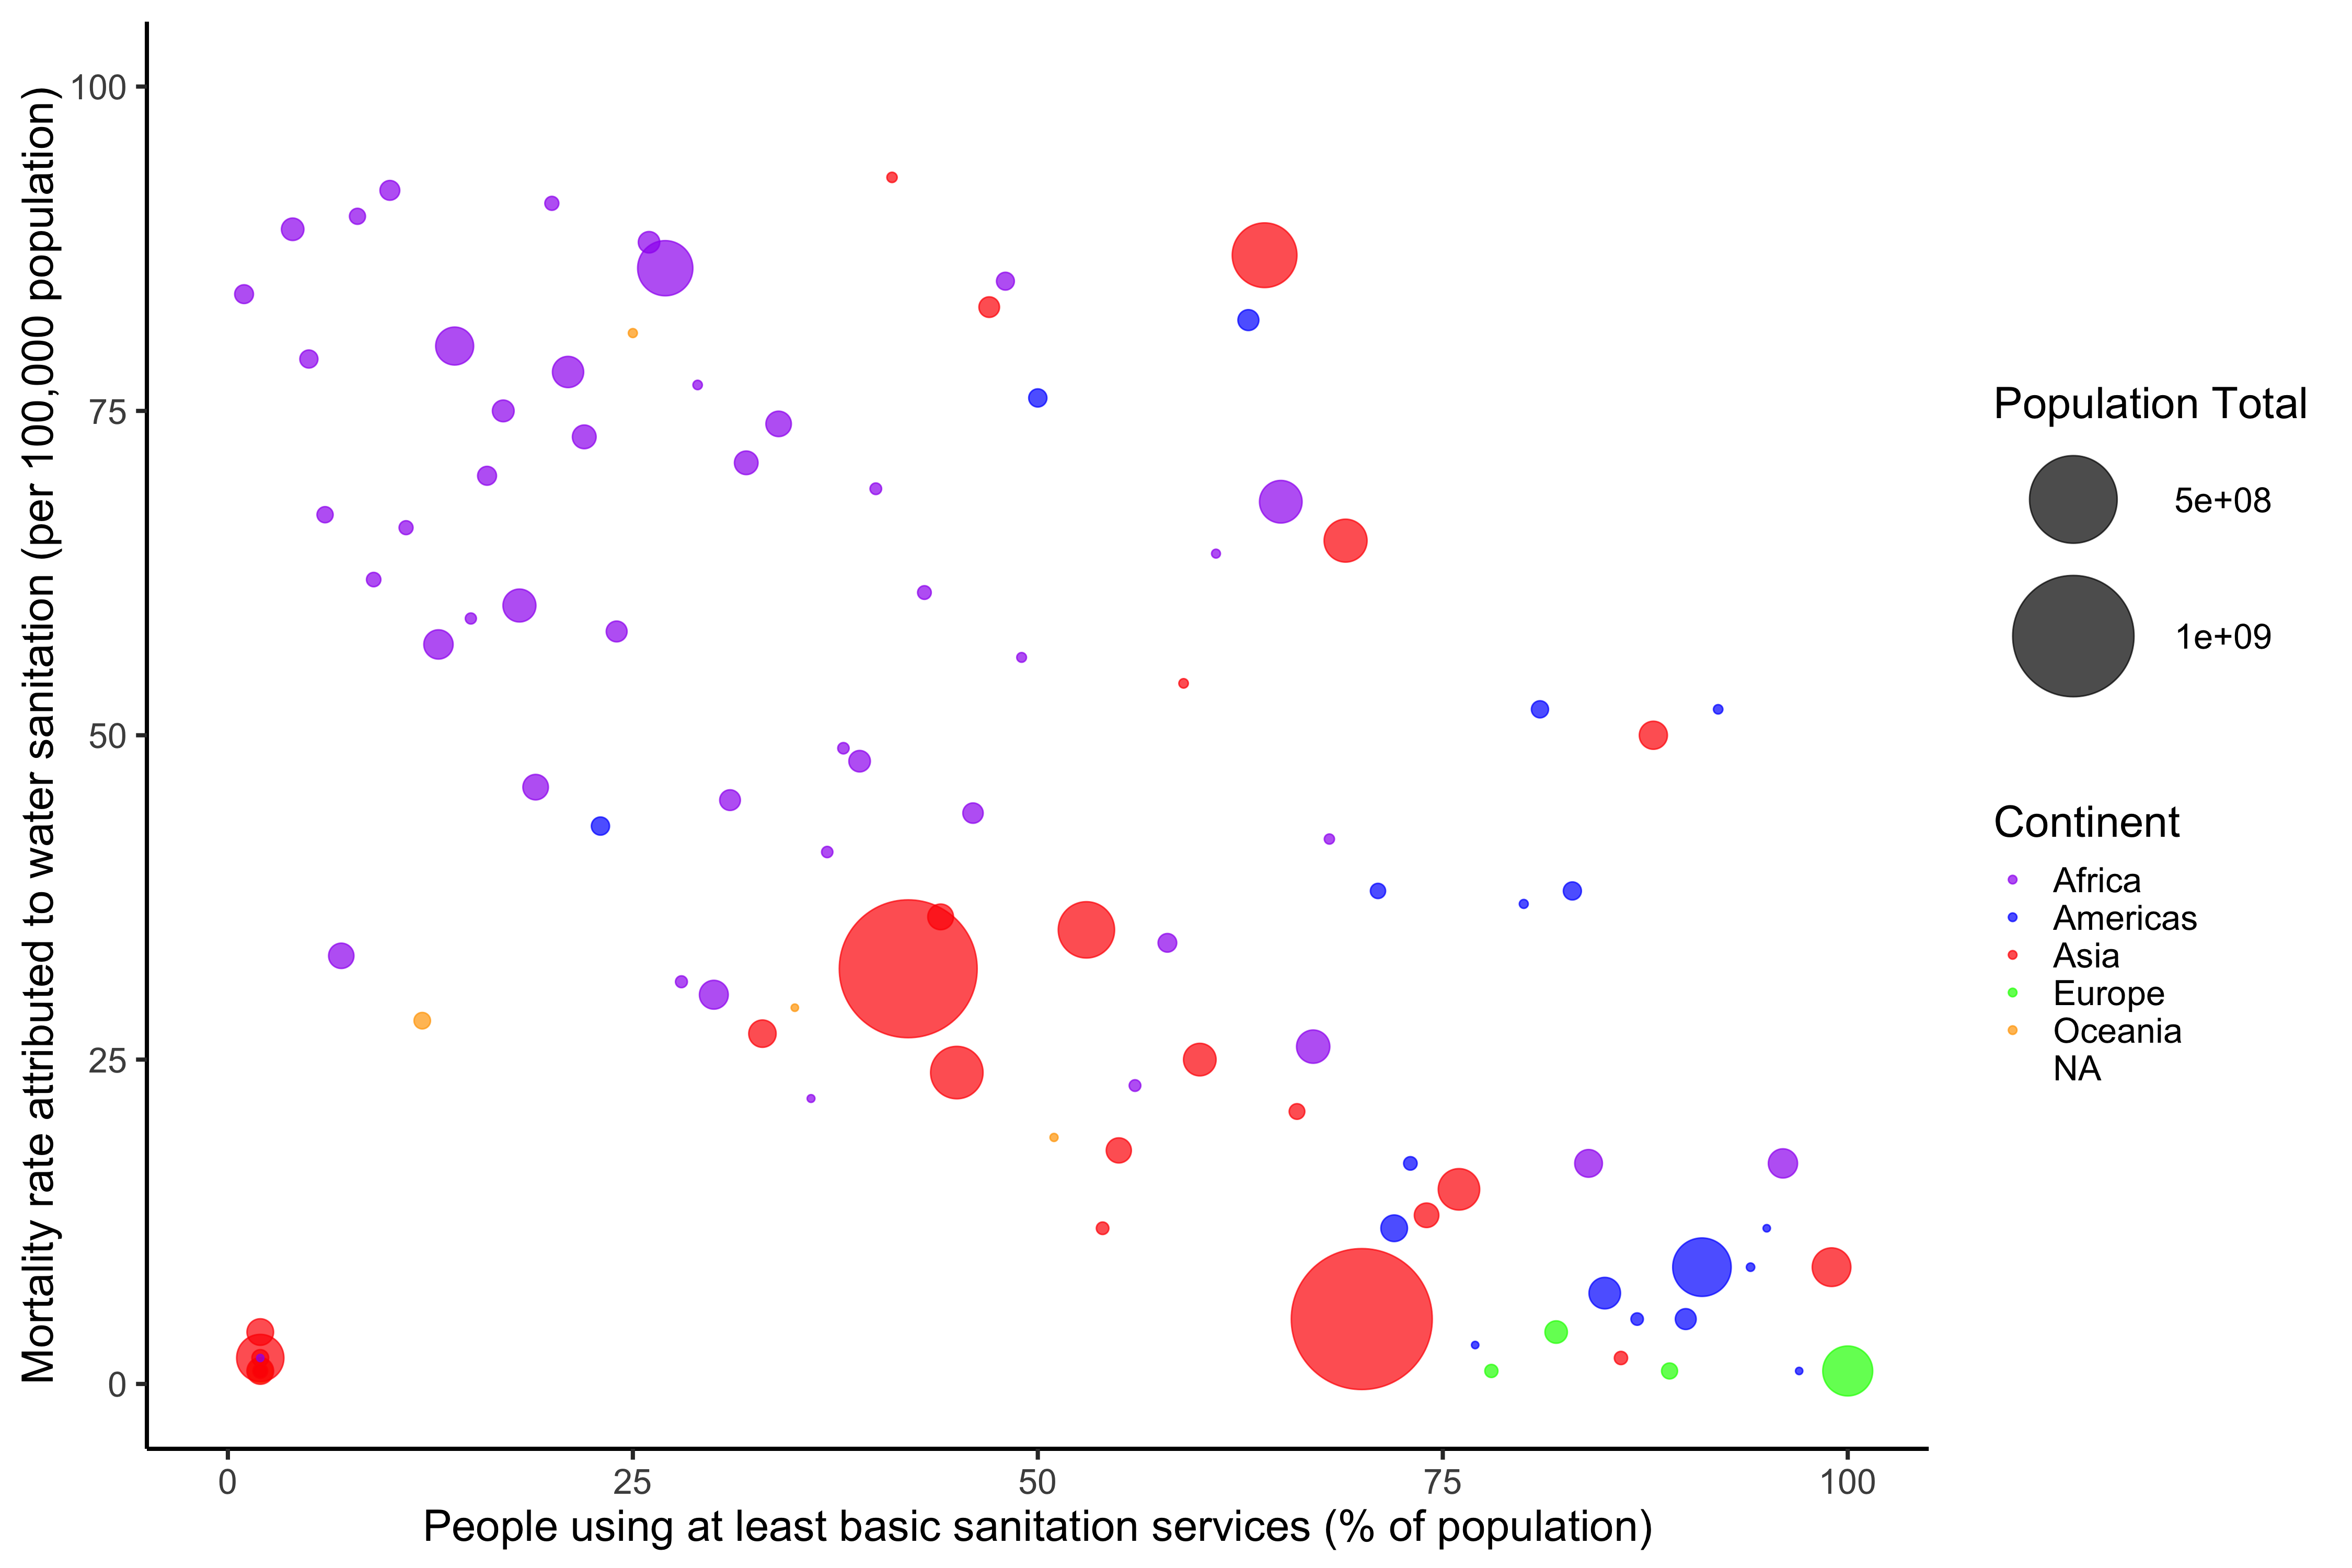 Mortality rate attributed to water sanitation (per 100,000 population)
100
75
50
25
0
0 25 50 75 100
People using at least basic sanitation services (% of population)
Population Total
5e+08
1e+09
Continent
Africa
Americas
Asia
Europe
Oceania
NA